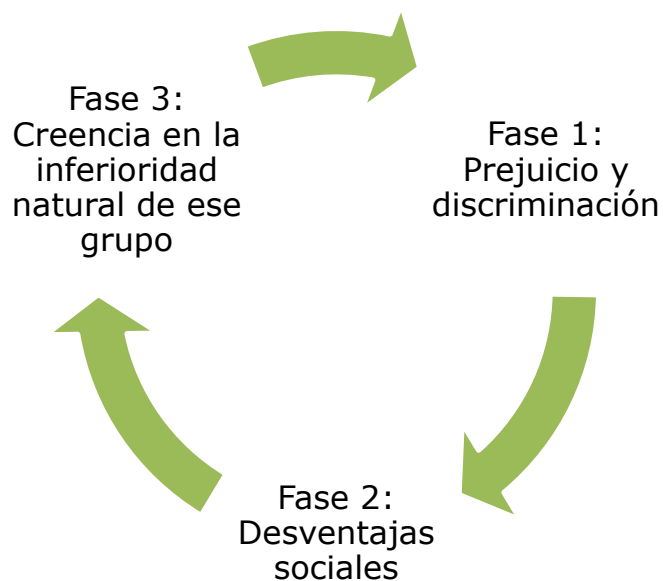 Fase 1:
Prejuicio y
discriminación
Fase 2:
Desventajas
sociales
Fase 3:
Creencia en la
inferioridad
natural de ese
grupo